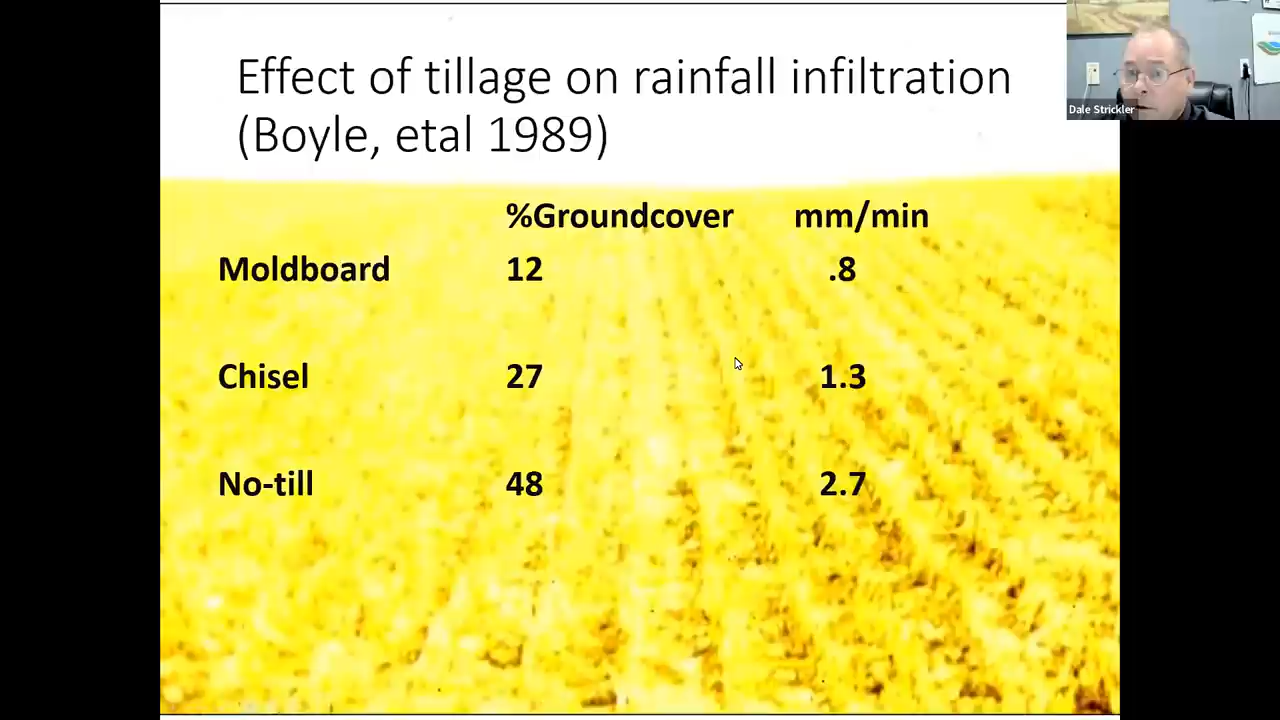 Effect of tillage on rainfall infiltration
(Boyle, etal 1989)
%Groundcover mm/min
Moldboard 12 .8
Chisel 27 1.3
No-till 48 2.7
Dale Strickler